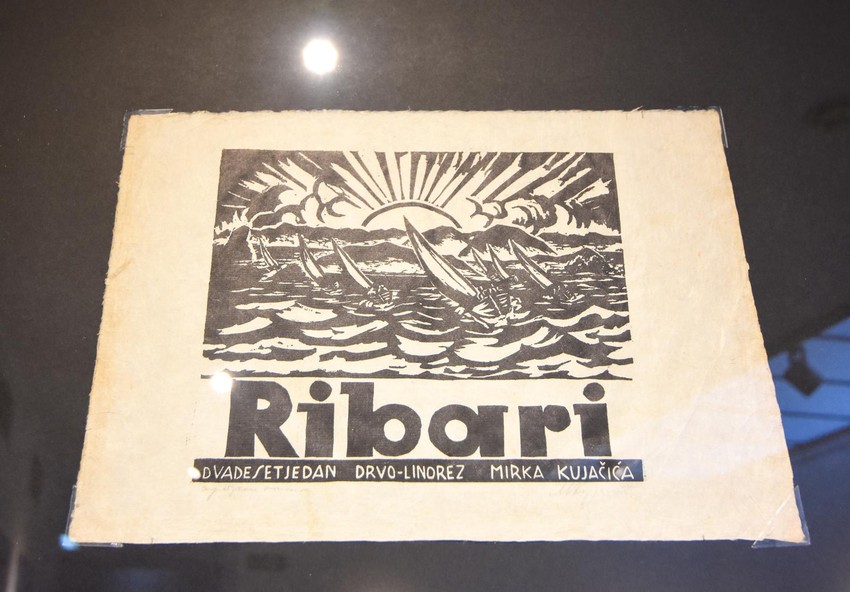 Ribari
DVADESETJEDAN DRVO-LINOREZ MIRKA KUJAČIĆA